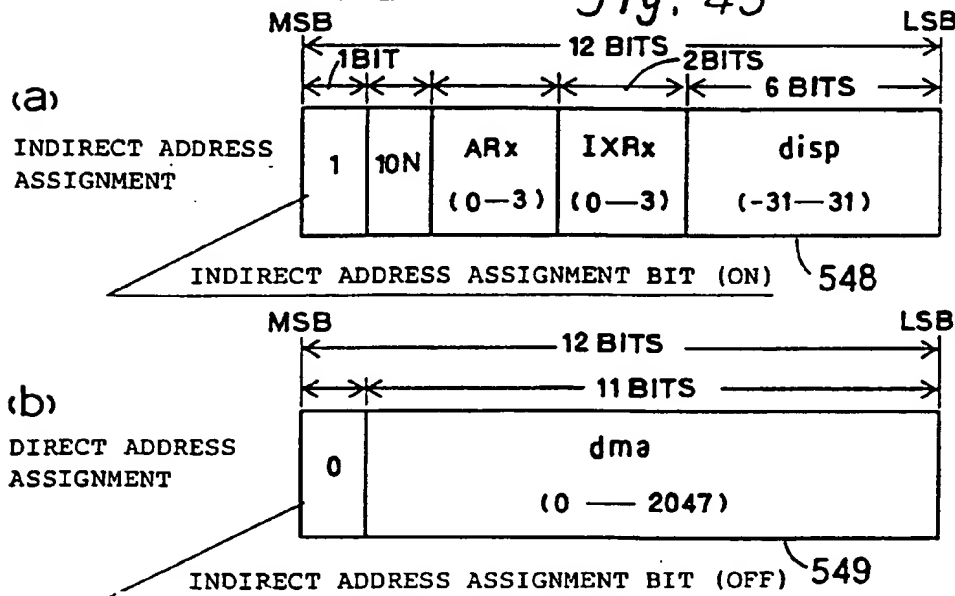 Fig. 43
MSB LSB
12 BITS
1BIT 2BITS 6 BITS
(a)
INDIRECT ADDRESS
ASSIGNMENT
1 10N ARx IXRx disp
(0—3) (0—3) (-31—31)
INDIRECT ADDRESS ASSIGNMENT BIT (ON) 548
MSB LSB
12 BITS
11 BITS
(b)
DIRECT ADDRESS
ASSIGNMENT
0 dma
(0 — 2047)
INDIRECT ADDRESS ASSIGNMENT BIT (OFF) 549